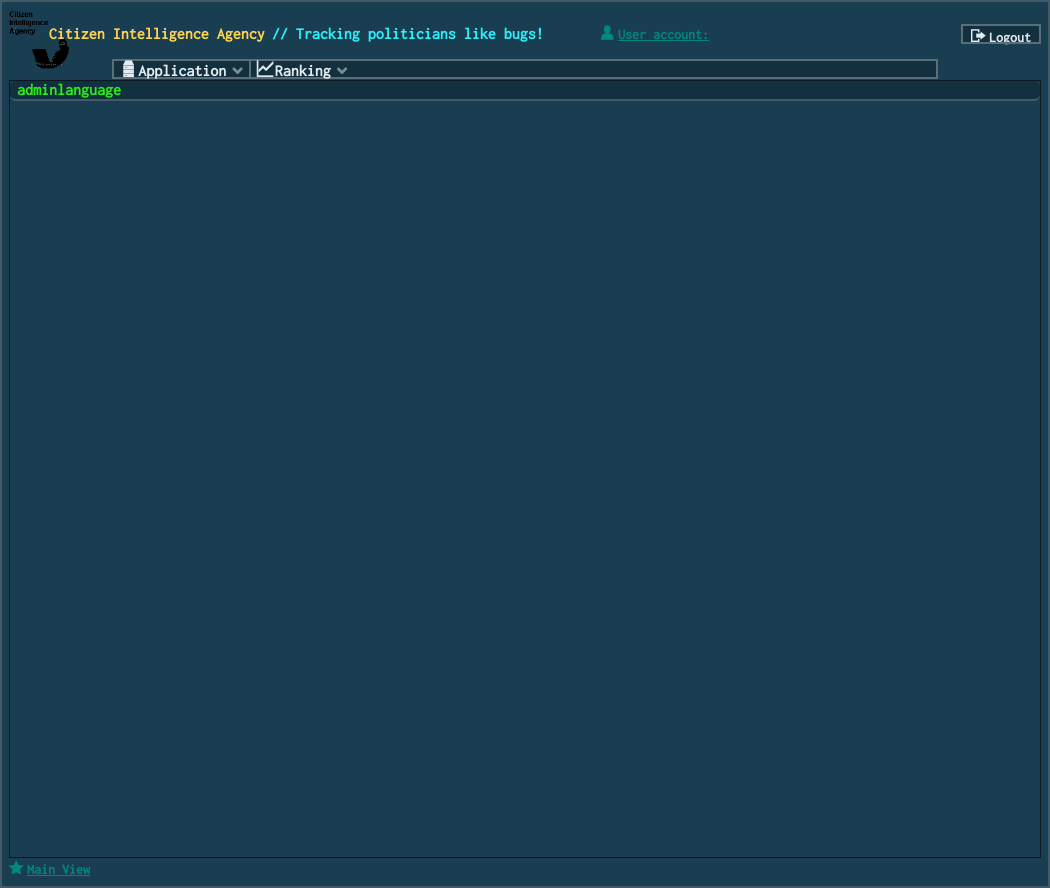 Citizen
Intelligence
Agency
Citizen Intelligence Agency // Tracking politicians like bugs!
User account:
Logout
Application
Ranking
adminlanguage
Main View